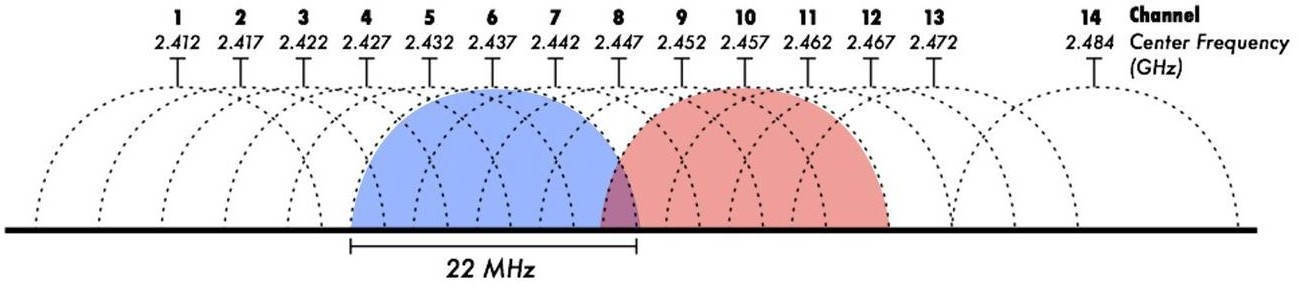 1 2 3 4 5 6 7 8 9 10 11 12 13 14 Channel
2.412 2.417 2.422 2.427 2.432 2.437 2.442 2.447 2.452 2.457 2.462 2.467 2.472 2.484 Center Frequency
(GHz)
22 MHz